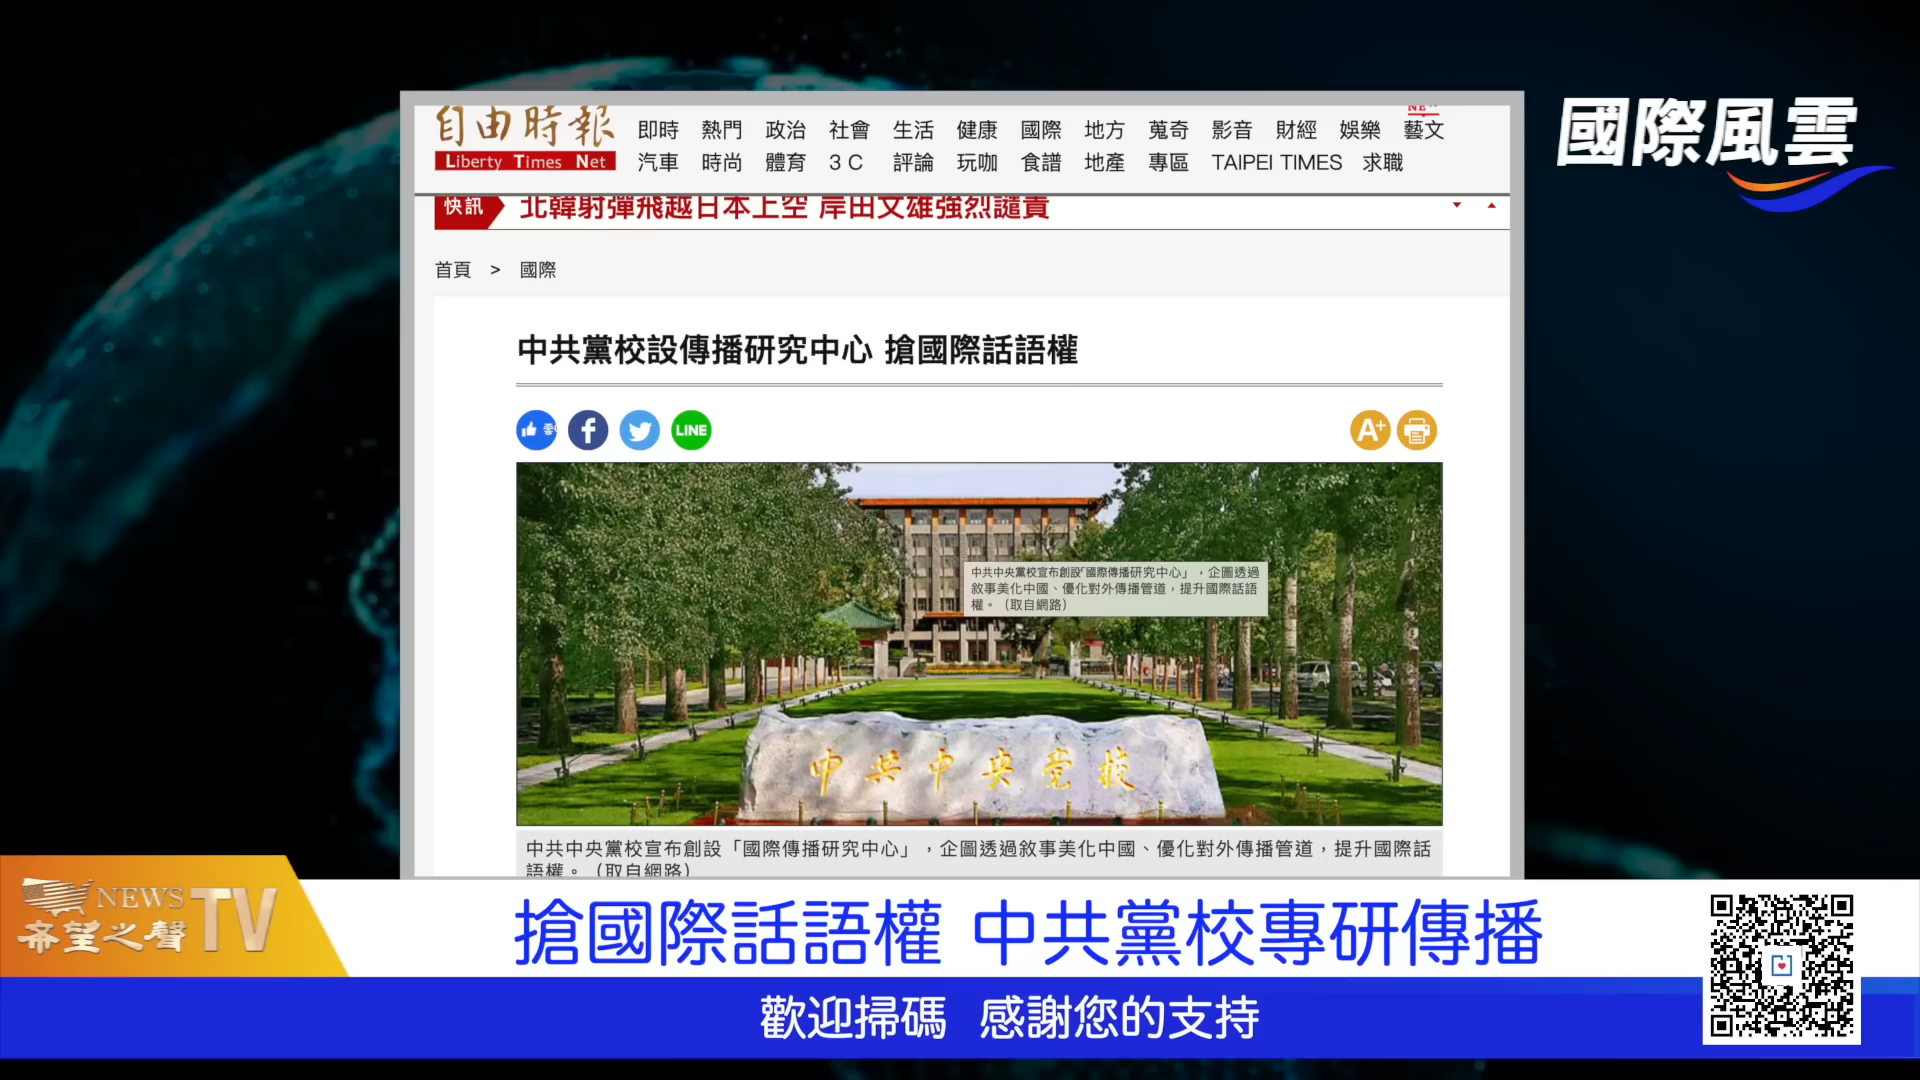 自由時報
Liberty Times Net
即時 熱門 政治 社會 生活 健康 國際 地方 蒐奇 影音 財經 娛樂 藝文
汽車 時尚 體育 3 C 評論 玩咖 食譜 地產 專區 TAIPEI TIMES 求職
國際風雲
快訊 北韓射彈飛越日本上空 岸田文雄強烈譴責
首頁 > 國際
中共黨校設傳播研究中心 搶國際話語權
LINE
A+
中共中央黨校宣布創設「國際傳播研究中心」，企圖透過
敘事美化中國、優化對外傳播管道，提升國際話語
權。（取自網路）
中共中央党校
中共中央黨校宣布創設「國際傳播研究中心」，企圖透過敘事美化中國、優化對外傳播管道，提升國際話
語權。（取自網路）
NEWS
希望之聲 TV
搶國際話語權 中共黨校專研傳播
歡迎掃碼 感謝您的支持